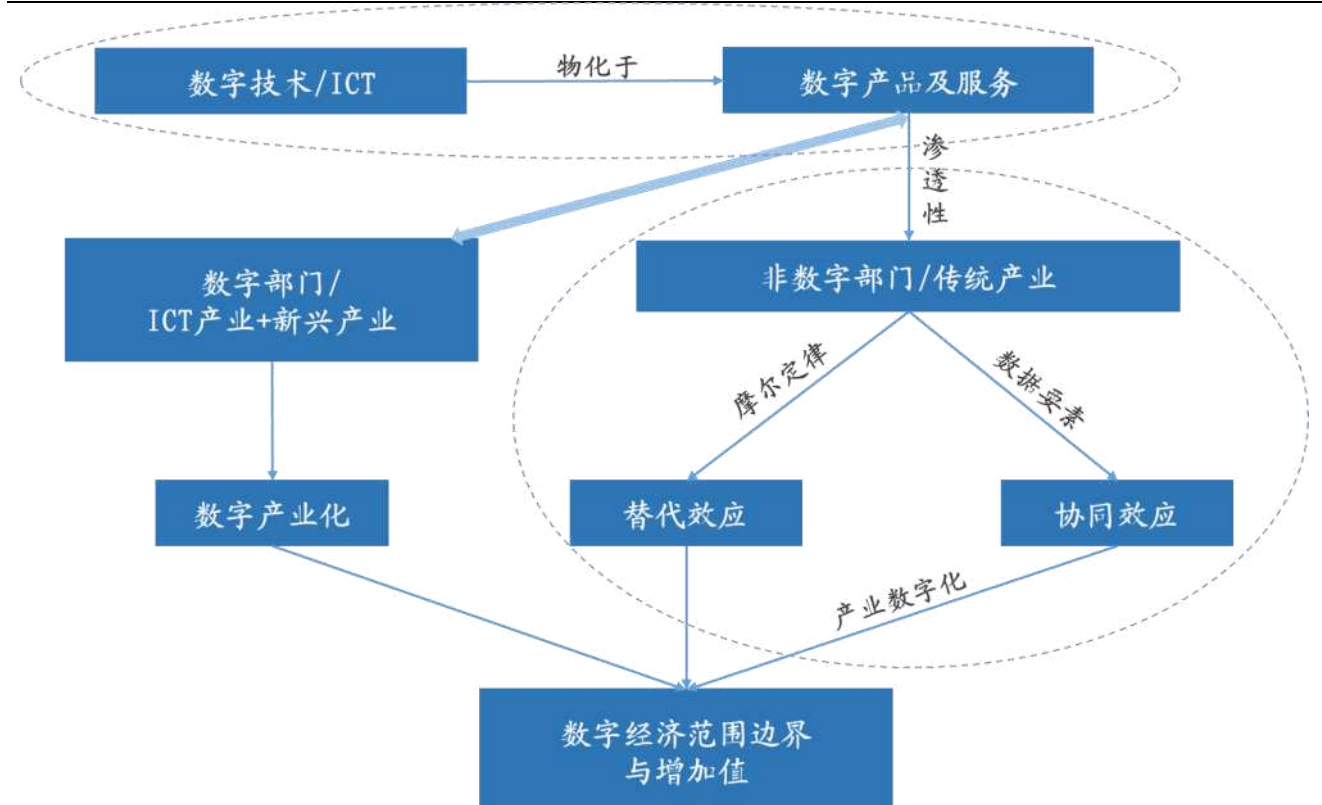 数字技术/ICT
物化于
数字产品及服务
渗透性
数字部门/
ICT产业+新兴产业
非数字部门/传统产业
摩尔定律
数据要素
数字产业化
替代效应
协同效应
产业数字化
数字经济范围边界
与增加值